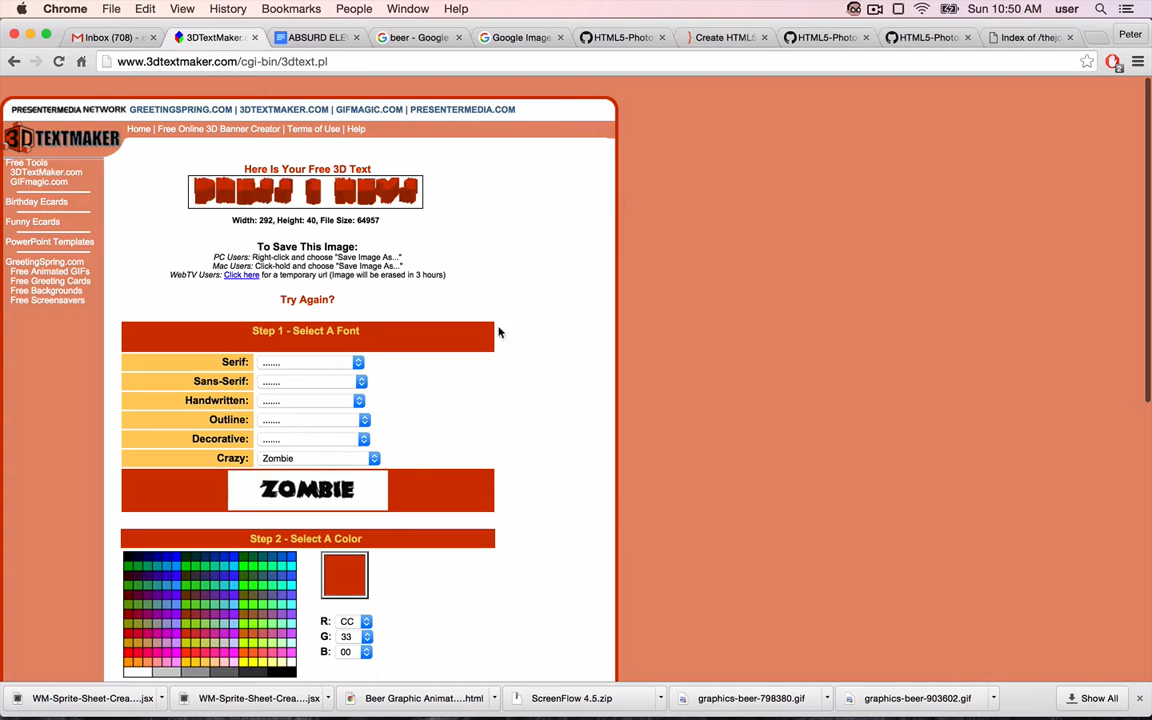 Chrome File Edit View History Bookmarks People Window Help Sun 10:50 AM user
Inbox (708) - c 3DTextMaker. ABSURD ELE beer - Google Google Image HTML5-Photo Create HTML5 HTML5-Photo HTML5-Photo Index of /thejo Peter
www.3dtextmaker.com/cgi-bin/3dtext.pl
PRESENTERMEDIA NETWORK GREETINGSPRING.COM | 3DTEXTMAKER.COM | GIFMAGIC.COM | PRESENTERMEDIA.COM
3DTEXTMAKER
Home | Free Online 3D Banner Creator | Terms of Use | Help
Free Tools
3DTextMaker.com
GIFmagic.com
Birthday Ecards
Funny Ecards
PowerPoint Templates
GreetingSpring.com
Free Animated GIFs
Free Greeting Cards
Free Backgrounds
Free Screensavers
Here Is Your Free 3D Text
Width: 292, Height: 40, File Size: 64957
To Save This Image:
PC Users: Right-click and choose "Save Image As..."
Mac Users: Click-hold and choose "Save Image As..."
WebTV Users: Click here for a temporary url (Image will be erased in 3 hours)
Try Again?
Step 1 - Select A Font
Serif: .......
Sans-Serif: .......
Handwritten: .......
Outline: .......
Decorative: .......
Crazy: Zombie
ZOMBIE
Step 2 - Select A Color
R: CC
G: 33
B: 00
WM-Sprite-Sheet-Crea....jsx WM-Sprite-Sheet-Crea....jsx Beer Graphic Animat....html ScreenFlow 4.5.zip graphics-beer-798380.gif graphics-beer-903602.gif Show All